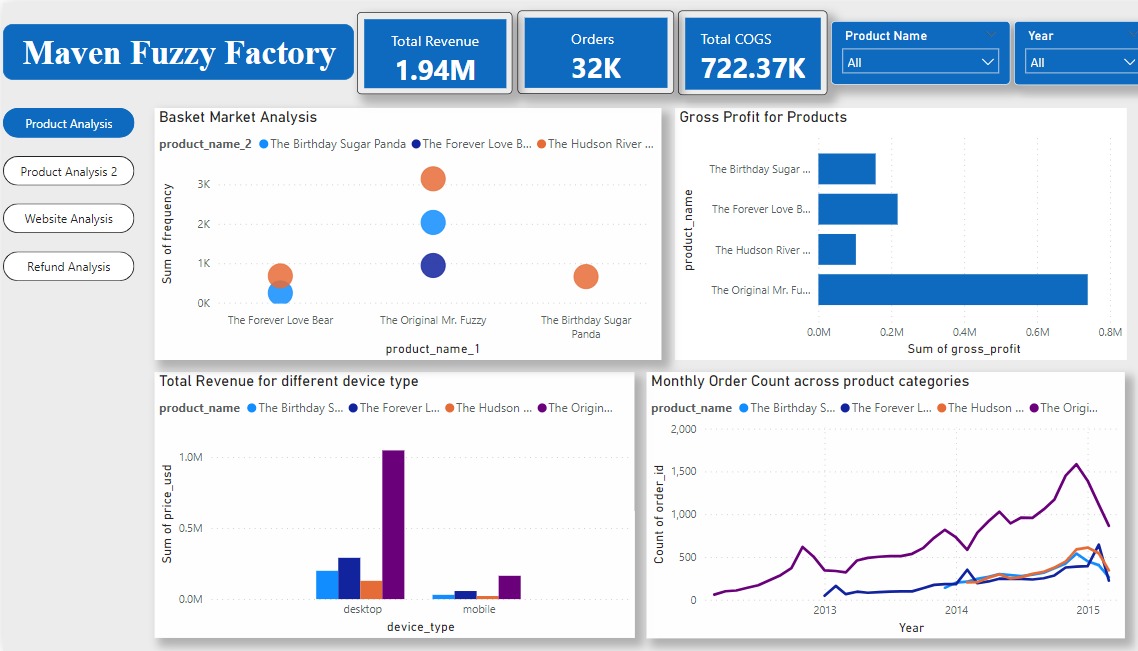 Maven Fuzzy Factory
Total Revenue
1.94M
Orders
32K
Total COGS
722.37K
Product Name
All
Year
All
Product Analysis
Product Analysis 2
Website Analysis
Refund Analysis
Basket Market Analysis
product_name_2 The Birthday Sugar Panda The Forever Love B... The Hudson River ...
Sum of frequency
3K
2K
1K
0K
The Forever Love Bear The Original Mr. Fuzzy The Birthday Sugar
Panda
product_name_1
Gross Profit for Products
product_name
The Birthday Sugar ...
The Forever Love B...
The Hudson River ...
The Original Mr. Fu...
0.0M 0.2M 0.4M 0.6M 0.8M
Sum of gross_profit
Total Revenue for different device type
product_name The Birthday S... The Forever L... The Hudson ... The Origin...
Sum of price_usd
1.0M
0.5M
0.0M
desktop mobile
device_type
Monthly Order Count across product categories
product_name The Birthday S... The Forever L... The Hudson ... The Origi...
Count of order_id
2,000
1,500
1,000
500
0
2013 2014 2015
Year